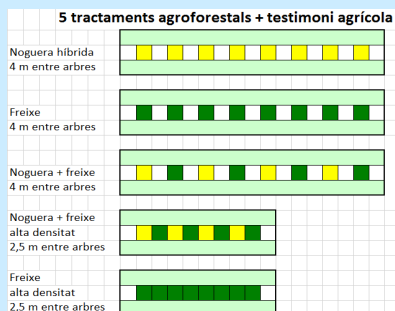 5 tractaments agroforestals + testimoni agrícola
Noguera híbrida
4 m entre arbres
Freixe
4 m entre arbres
Noguera + freixe
4 m entre arbres
Noguera + freixe
alta densitat
2,5 m entre arbres
Freixe
alta densitat
2,5 m entre arbres